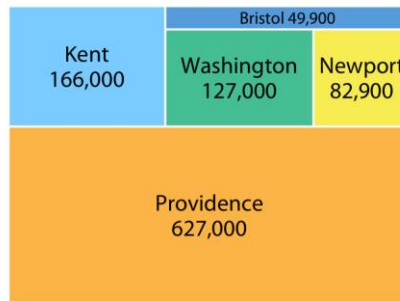 Bristol 49,900
Kent
166,000
Washington
127,000
Newport
82,900
Providence
627,000